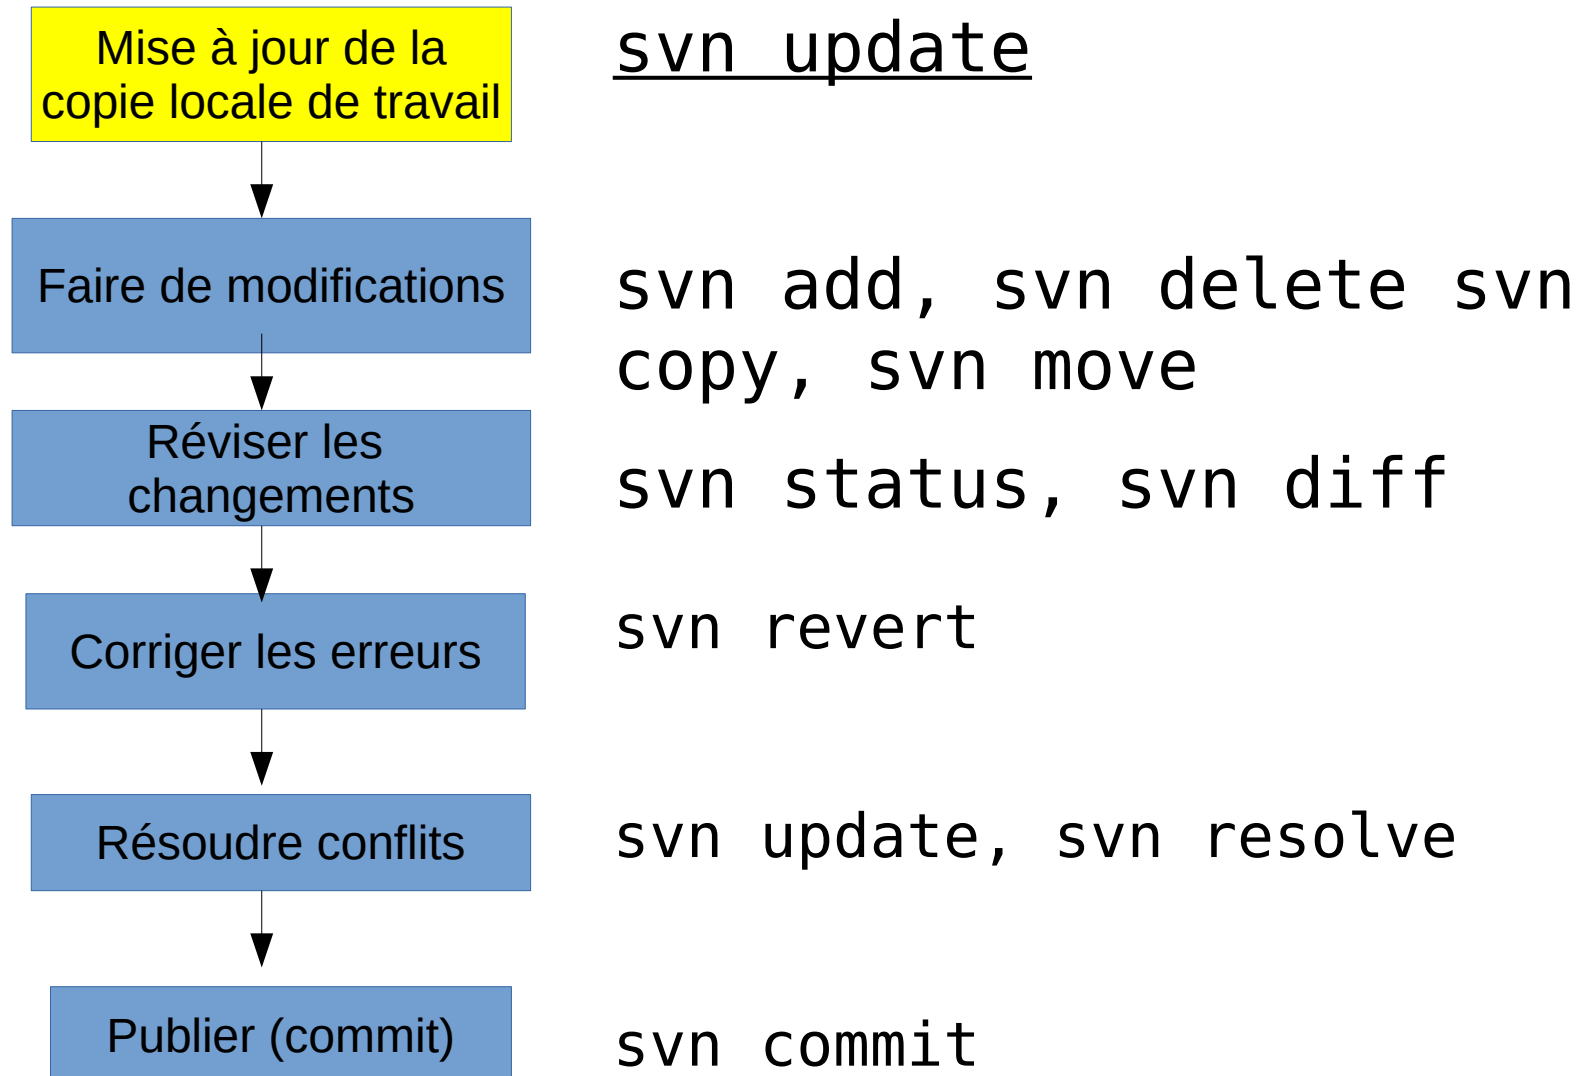 Mise à jour de la
copie locale de travail
svn update
Faire de modifications
svn add, svn delete svn
copy, svn move
Réviser les
changements
svn status, svn diff
Corriger les erreurs
svn revert
Résoudre conflits
svn update, svn resolve
Publier (commit)
svn commit